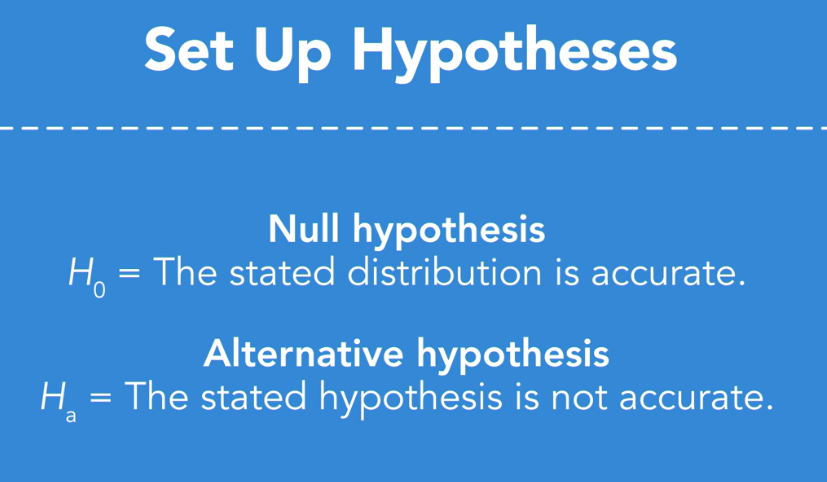 Set Up Hypotheses
Null hypothesis
H₀ = The stated distribution is accurate.
Alternative hypothesis
Hₐ = The stated hypothesis is not accurate.